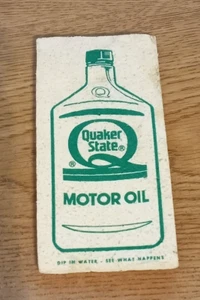 Q
Quaker
State®
®
MOTOR OIL
DIP IN WATER - SEE WHAT HAPPENS